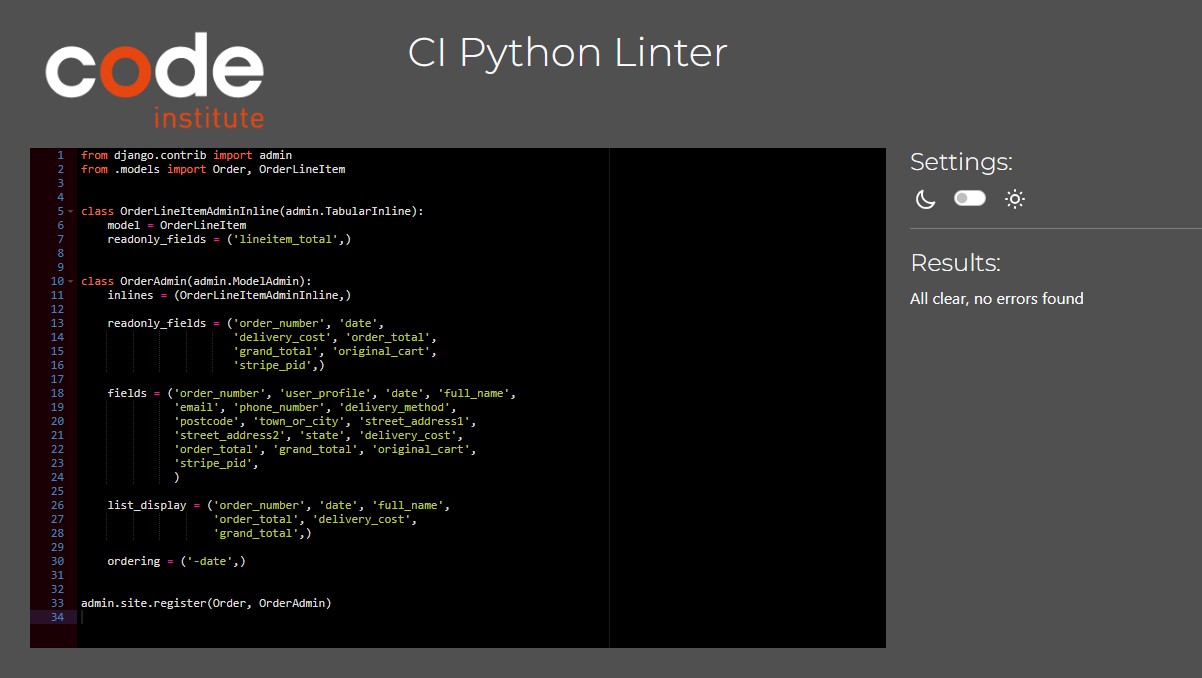 code
institute
CI Python Linter
1 from django.contrib import admin
2 from .models import Order, OrderLineItem
3
4
5 class OrderLineItemAdminInline(admin.TabularInline):
6     model = OrderLineItem
7     readonly_fields = ('lineitem_total',)
8
9
10 class OrderAdmin(admin.ModelAdmin):
11     inlines = (OrderLineItemAdminInline,)
12
13     readonly_fields = ('order_number', 'date',
14                        'delivery_cost', 'order_total',
15                        'grand_total', 'original_cart',
16                        'stripe_pid',)
17
18     fields = ('order_number', 'user_profile', 'date', 'full_name',
19               'email', 'phone_number', 'delivery_method',
20               'postcode', 'town_or_city', 'street_address1',
21               'street_address2', 'state', 'delivery_cost',
22               'order_total', 'grand_total', 'original_cart',
23               'stripe_pid',
24               )
25
26     list_display = ('order_number', 'date', 'full_name',
27                     'order_total', 'delivery_cost',
28                     'grand_total',)
29
30     ordering = ('-date',)
31
32
33 admin.site.register(Order, OrderAdmin)
34
Settings:
Results:
All clear, no errors found